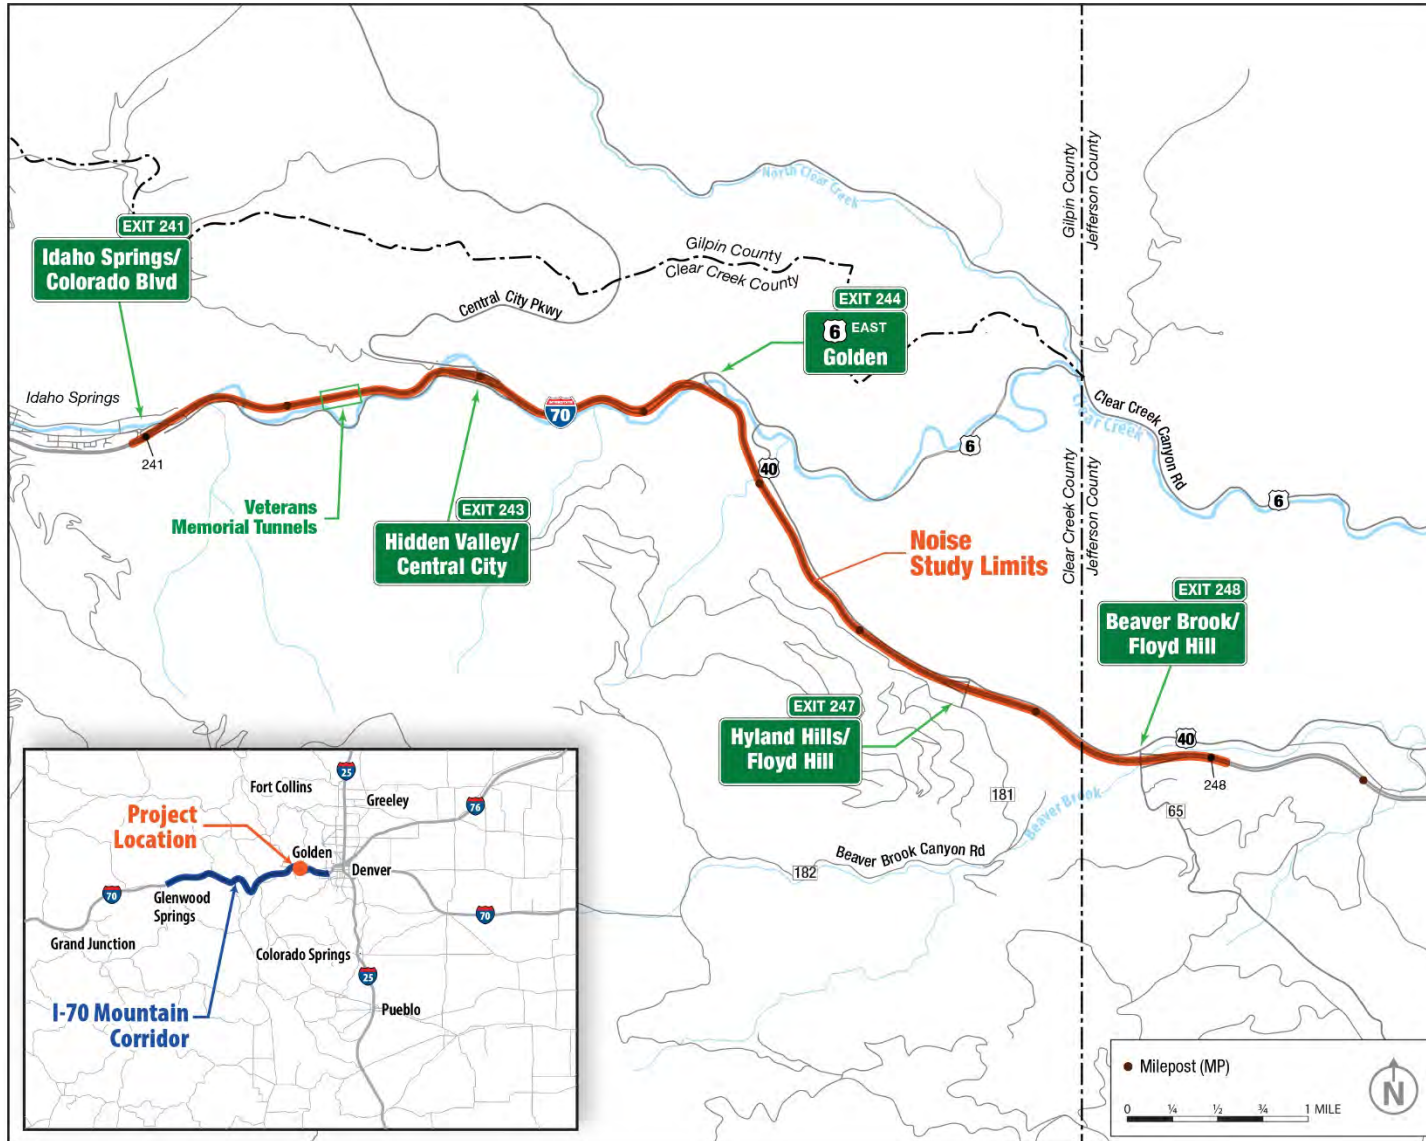 North Clear Creek
Gilpin County
Jefferson County
EXIT 241
Idaho Springs/
Colorado Blvd
Gilpin County
Clear Creek County
Central City Pkwy
EXIT 244
6 EAST
Golden
Idaho Springs
241
70
Clear Creek Canyon Rd
Clear Creek
6
6
40
Veterans
Memorial Tunnels
EXIT 243
Hidden Valley/
Central City
Noise
Study Limits
Clear Creek County
Jefferson County
EXIT 248
Beaver Brook/
Floyd Hill
EXIT 247
Hyland Hills/
Floyd Hill
40
248
181
65
Beaver Brook
Beaver Brook Canyon Rd
182
25
Fort Collins
Greeley
76
Project
Location
Golden
Denver
70
Glenwood
Springs
70
Grand Junction
Colorado Springs
25
I-70 Mountain
Corridor
Pueblo
Milepost (MP)
N
0 ¼ ½ ¾ 1 MILE